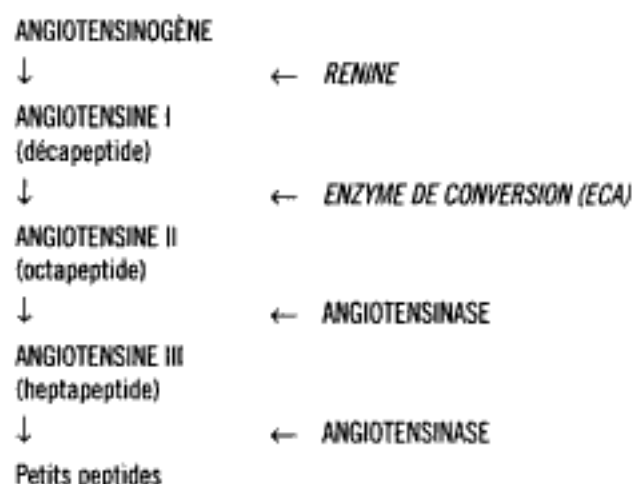 ANGIOTENSINOGÈNE
↓ ← RENINE
ANGIOTENSINE I
(décapeptide)
↓ ← ENZYME DE CONVERSION (ECA)
ANGIOTENSINE II
(octapeptide)
↓ ← ANGIOTENSINASE
ANGIOTENSINE III
(heptapeptide)
↓ ← ANGIOTENSINASE
Petits peptides